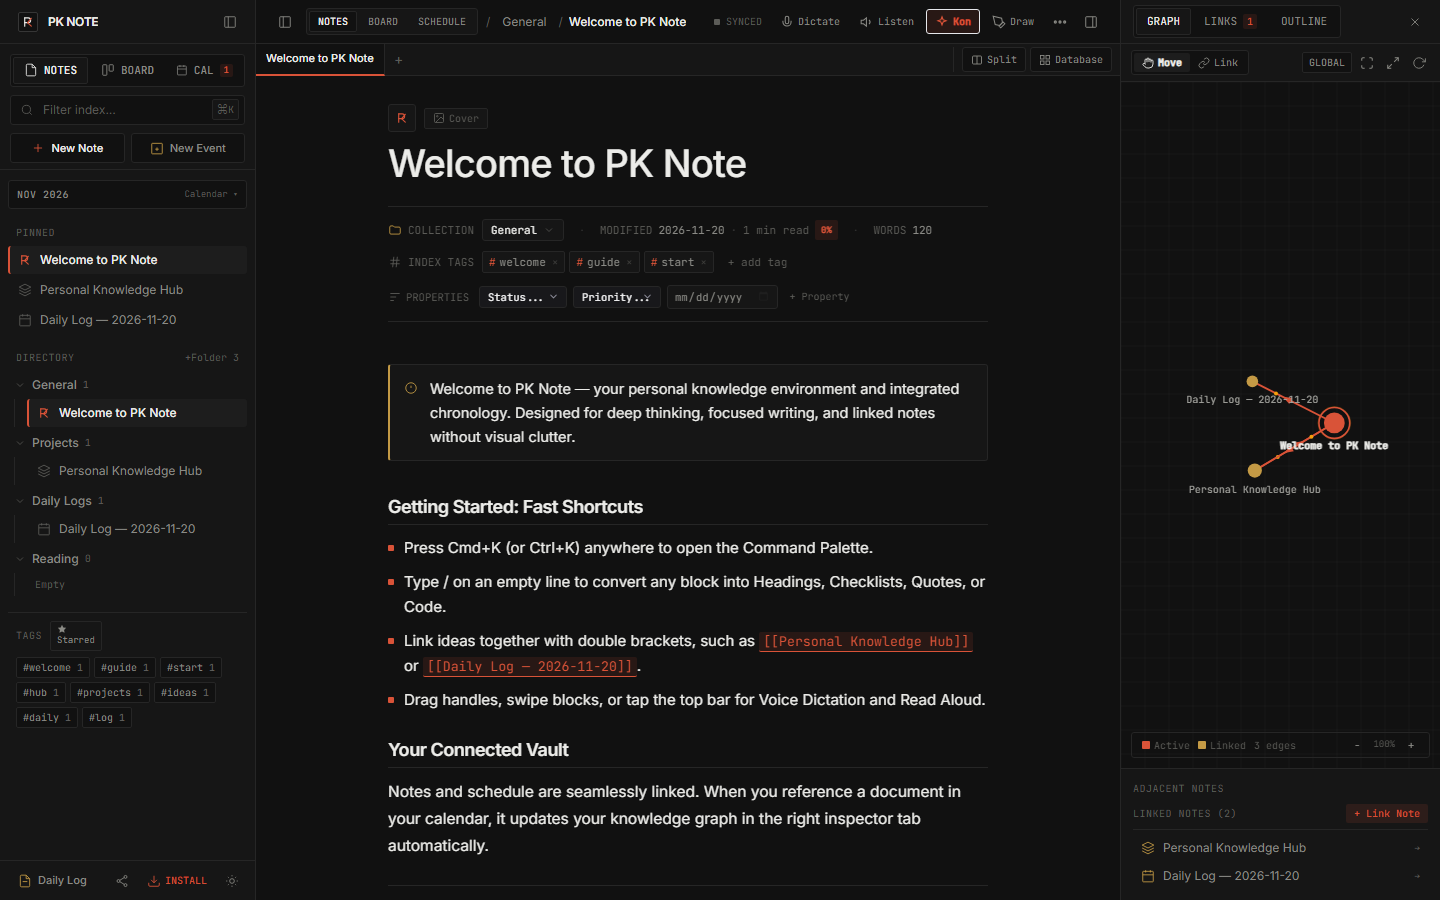 PK NOTE
NOTES
BOARD
CAL 1
Filter index...
⌘K
New Note
New Event
NOV 2026
Calendar
PINNED
Welcome to PK Note
Personal Knowledge Hub
Daily Log — 2026-11-20
DIRECTORY
+Folder 3
General 1
Welcome to PK Note
Projects 1
Personal Knowledge Hub
Daily Logs 1
Daily Log — 2026-11-20
Reading 0
Empty
TAGS
★ Starred
#welcome 1
#guide 1
#start 1
#hub 1
#projects 1
#ideas 1
#daily 1
#log 1
Daily Log
INSTALL
NOTES
BOARD
SCHEDULE
/ General / Welcome to PK Note
SYNCED
Dictate
Listen
Kon
Draw
Welcome to PK Note
+
Split
Database
Cover
Welcome to PK Note
COLLECTION General · MODIFIED 2026-11-20 · 1 min read 0% · WORDS 120
INDEX TAGS # welcome × # guide × # start × + add tag
PROPERTIES Status... Priority... mm/dd/yyyy + Property
Welcome to PK Note — your personal knowledge environment and integrated
chronology. Designed for deep thinking, focused writing, and linked notes
without visual clutter.
Getting Started: Fast Shortcuts
Press Cmd+K (or Ctrl+K) anywhere to open the Command Palette.
Type / on an empty line to convert any block into Headings, Checklists, Quotes, or
Code.
Link ideas together with double brackets, such as [[Personal Knowledge Hub]]
or [[Daily Log — 2026-11-20]].
Drag handles, swipe blocks, or tap the top bar for Voice Dictation and Read Aloud.
Your Connected Vault
Notes and schedule are seamlessly linked. When you reference a document in
your calendar, it updates your knowledge graph in the right inspector tab
automatically.
GRAPH
LINKS 1
OUTLINE
×
Move
Link
GLOBAL
Daily Log — 2026-11-20
Welcome to PK Note
Personal Knowledge Hub
Active
Linked
3 edges
- 100% +
ADJACENT NOTES
LINKED NOTES (2)
+ Link Note
Personal Knowledge Hub →
Daily Log — 2026-11-20 →